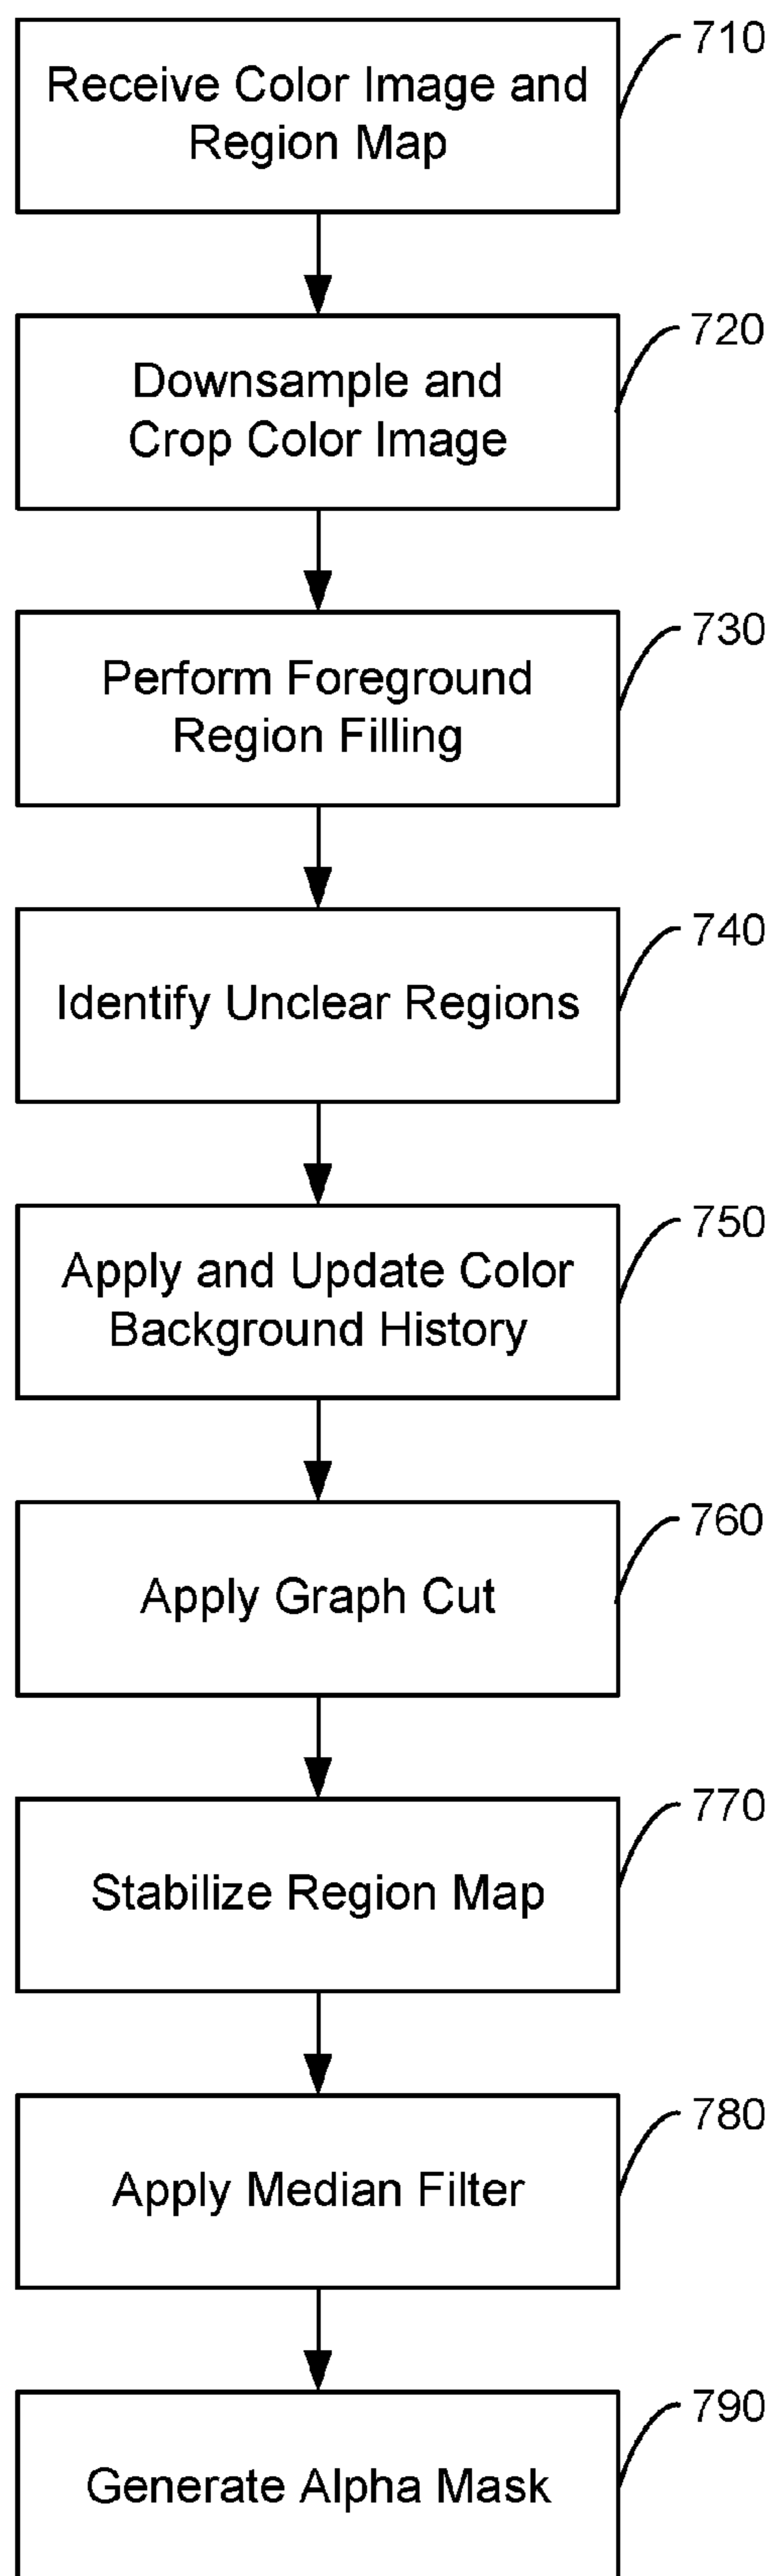 710
Receive Color Image and
Region Map
720
Downsample and
Crop Color Image
730
Perform Foreground
Region Filling
740
Identify Unclear Regions
750
Apply and Update Color
Background History
760
Apply Graph Cut
770
Stabilize Region Map
780
Apply Median Filter
790
Generate Alpha Mask